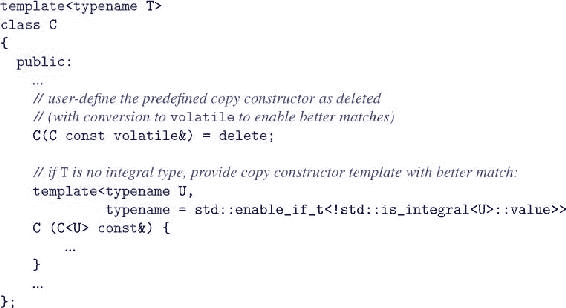 template<typename T>
class C
{
public:
...
// user-define the predefined copy constructor as deleted
// (with conversion to volatile to enable better matches)
C(C const volatile&) = delete;
// if T is no integral type, provide copy constructor template with better match:
template<typename U,
typename = std::enable_if_t<!std::is_integral<U>::value>>
C (C<U> const&) {
...
}
...
};